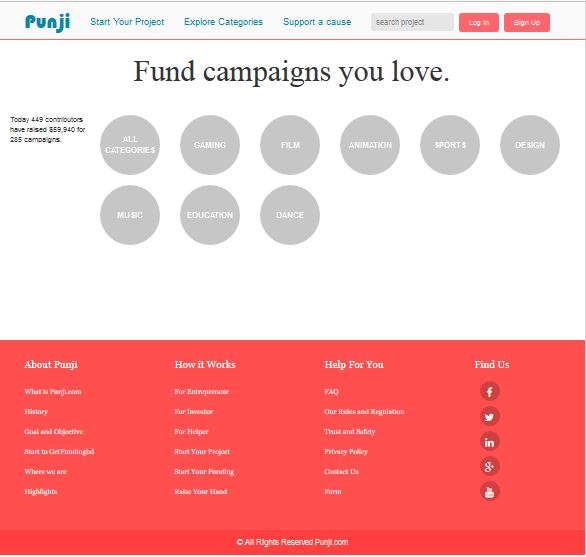 Punji Start Your Project Explore Categories Support a cause search project Log In Sign Up
Fund campaigns you love.
Today 449 contributors
have raised $59,940 for
285 campaigns.
ALL
CATEGORIES
GAMING
FILM
ANIMATION
SPORTS
DESIGN
MUSIC
EDUCATION
DANCE
About Punji
What is Punji.com
History
Goal and Objective
Start to GetFundinghd
Where we are
Highlights
How it Works
For Entrepreneur
For Investor
For Helper
Start Your Project
Start Your Funding
Raise Your Hand
Help For You
FAQ
Our Rules and Regulation
Trust and Safety
Privacy Policy
Contact Us
Form
Find Us
© All Rights Reserved Punji.com